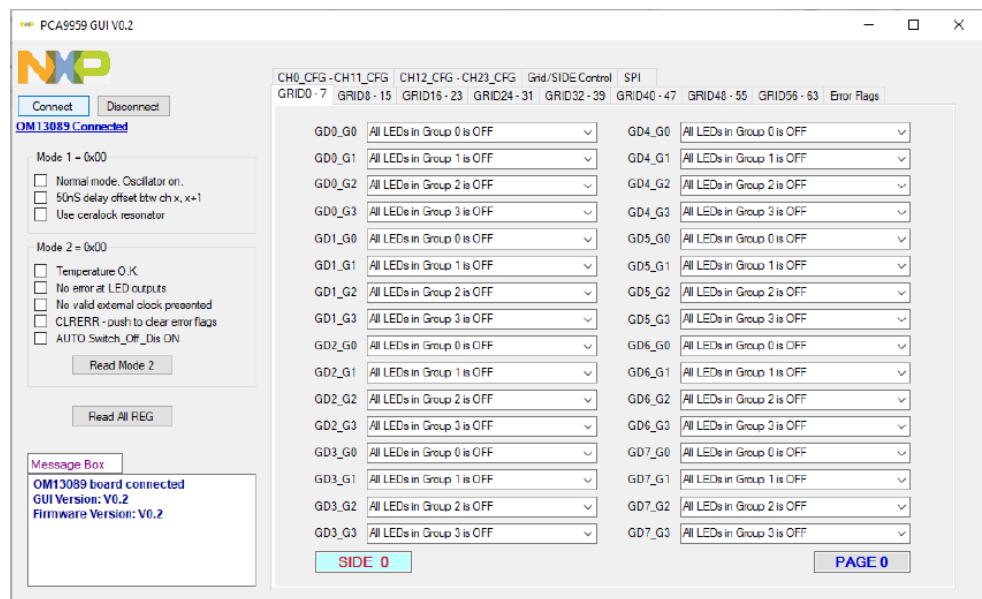 PCA9959 GUI V0.2
NXP
Connect Disconnect
OM13089 Connected
Mode 1 = 0x00
Normal mode. Oscillator on.
50nS delay offset btw ch x, x+1
Use ceralock resonator
Mode 2 = 0x00
Temperature O.K.
No error at LED outputs
No valid external clock presented
CLRERR - push to clear error flags
AUTO Switch_Off_Dis ON
Read Mode 2
Read All REG
Message Box
OM13089 board connected
GUI Version: V0.2
Firmware Version: V0.2
CH0_CFG - CH11_CFG CH12_CFG - CH23_CFG Grid/SIDE Control SPI
GRID0 - 7 GRID8 - 15 GRID16 - 23 GRID24 - 31 GRID32 - 39 GRID40 - 47 GRID48 - 55 GRID56 - 63 Error Flags
GD0_G0 All LEDs in Group 0 is OFF GD4_G0 All LEDs in Group 0 is OFF
GD0_G1 All LEDs in Group 1 is OFF GD4_G1 All LEDs in Group 1 is OFF
GD0_G2 All LEDs in Group 2 is OFF GD4_G2 All LEDs in Group 2 is OFF
GD0_G3 All LEDs in Group 3 is OFF GD4_G3 All LEDs in Group 3 is OFF
GD1_G0 All LEDs in Group 0 is OFF GD5_G0 All LEDs in Group 0 is OFF
GD1_G1 All LEDs in Group 1 is OFF GD5_G1 All LEDs in Group 1 is OFF
GD1_G2 All LEDs in Group 2 is OFF GD5_G2 All LEDs in Group 2 is OFF
GD1_G3 All LEDs in Group 3 is OFF GD5_G3 All LEDs in Group 3 is OFF
GD2_G0 All LEDs in Group 0 is OFF GD6_G0 All LEDs in Group 0 is OFF
GD2_G1 All LEDs in Group 1 is OFF GD6_G1 All LEDs in Group 1 is OFF
GD2_G2 All LEDs in Group 2 is OFF GD6_G2 All LEDs in Group 2 is OFF
GD2_G3 All LEDs in Group 3 is OFF GD6_G3 All LEDs in Group 3 is OFF
GD3_G0 All LEDs in Group 0 is OFF GD7_G0 All LEDs in Group 0 is OFF
GD3_G1 All LEDs in Group 1 is OFF GD7_G1 All LEDs in Group 1 is OFF
GD3_G2 All LEDs in Group 2 is OFF GD7_G2 All LEDs in Group 2 is OFF
GD3_G3 All LEDs in Group 3 is OFF GD7_G3 All LEDs in Group 3 is OFF
SIDE 0 PAGE 0